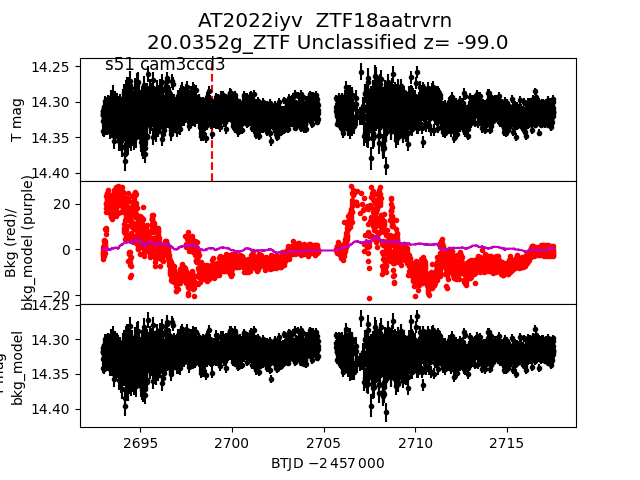 AT2022iyv ZTF18aatrvrn
20.0352g_ZTF Unclassified z= -99.0
s51 cam3ccd3
14.25
14.30
14.35
14.40
T mag
20
0
−20
Bkg (red)/
bkg_model (purple)
14.25
14.30
14.35
14.40
T mag
bkg_model
2695
2700
2705
2710
2715
BTJD −2 457 000